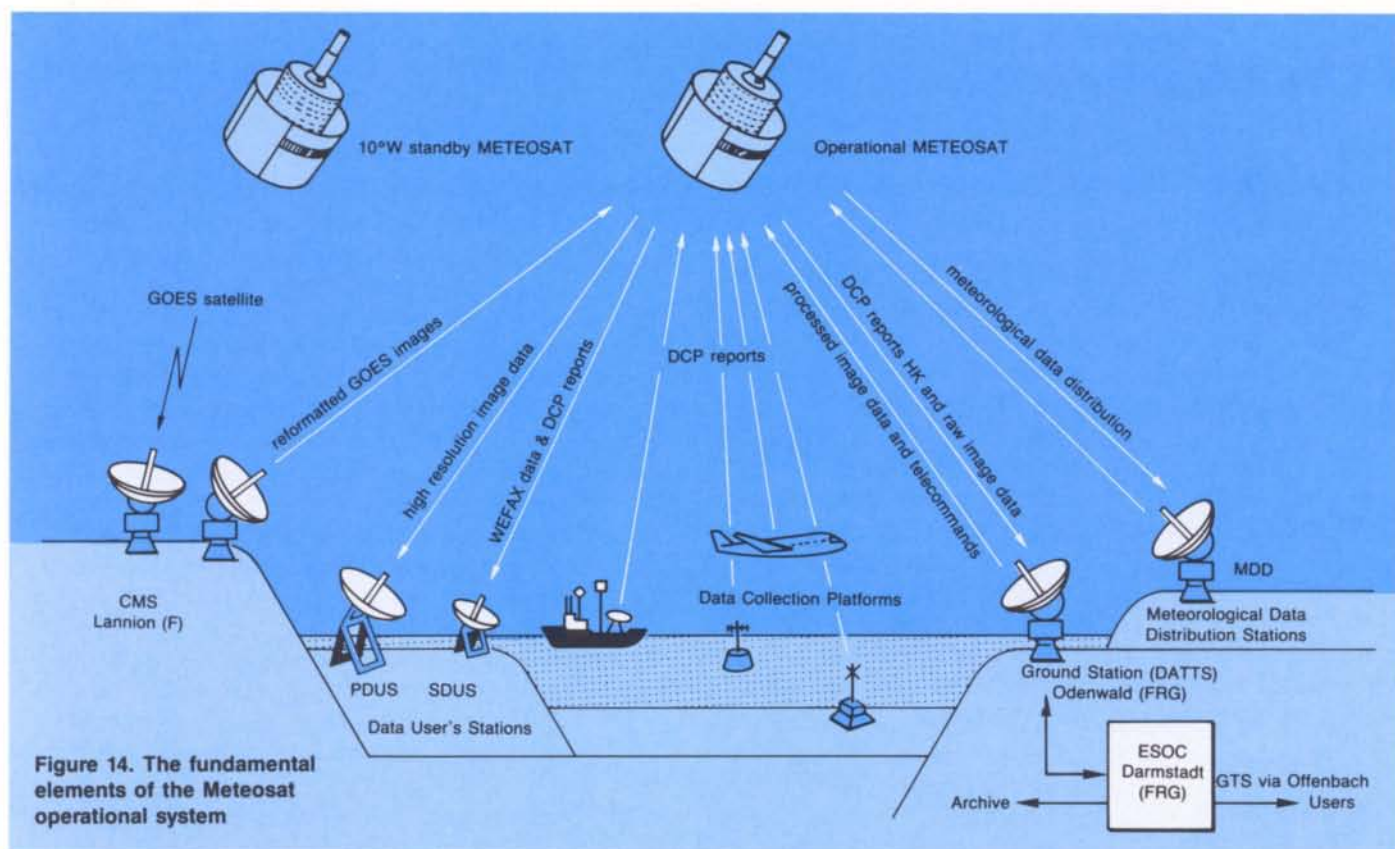 10°W standby METEOSAT
Operational METEOSAT
GOES satellite
reformatted GOES images
high resolution image data
WEFAX data & DCP reports
DCP reports
processed image data and telecommands
DCP reports HK and raw image data
meteorological data distribution
CMS
Lannion (F)
PDUS
SDUS
Data User's Stations
Data Collection Platforms
MDD
Meteorological Data
Distribution Stations
Ground Station (DATTS)
Odenwald (FRG)
ESOC
Darmstadt
(FRG)
Archive
GTS via Offenbach
Users
Figure 14. The fundamental
elements of the Meteosat
operational system